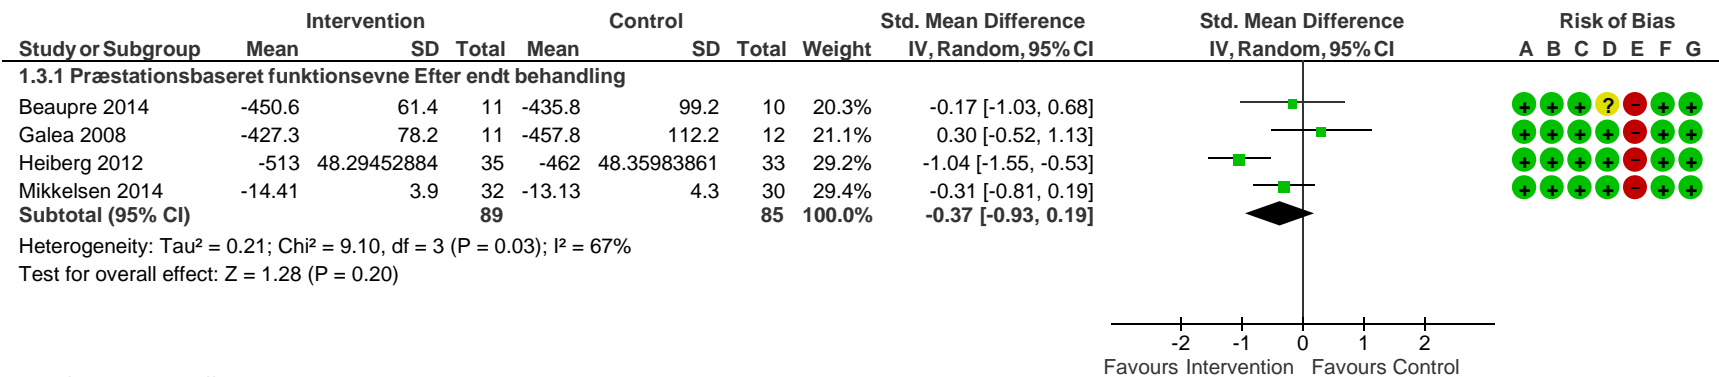 Intervention Control Std. Mean Difference Std. Mean Difference Risk of Bias
Study or Subgroup Mean SD Total Mean SD Total Weight IV, Random, 95% CI IV, Random, 95% CI A B C D E F G
1.3.1 Præstationsbaseret funktionsevne Efter endt behandling
Beaupre 2014 -450.6 61.4 11 -435.8 99.2 10 20.3% -0.17 [-1.03, 0.68] + + + ? - + +
Galea 2008 -427.3 78.2 11 -457.8 112.2 12 21.1% 0.30 [-0.52, 1.13] + + + + - + +
Heiberg 2012 -513 48.29452884 35 -462 48.35983861 33 29.2% -1.04 [-1.55, -0.53] + + + + - + +
Mikkelsen 2014 -14.41 3.9 32 -13.13 4.3 30 29.4% -0.31 [-0.81, 0.19] + + + + - + +
Subtotal (95% CI) 89 85 100.0% -0.37 [-0.93, 0.19]
Heterogeneity: Tau² = 0.21; Chi² = 9.10, df = 3 (P = 0.03); I² = 67%
Test for overall effect: Z = 1.28 (P = 0.20)
-2 -1 0 1 2
Favours Intervention Favours Control